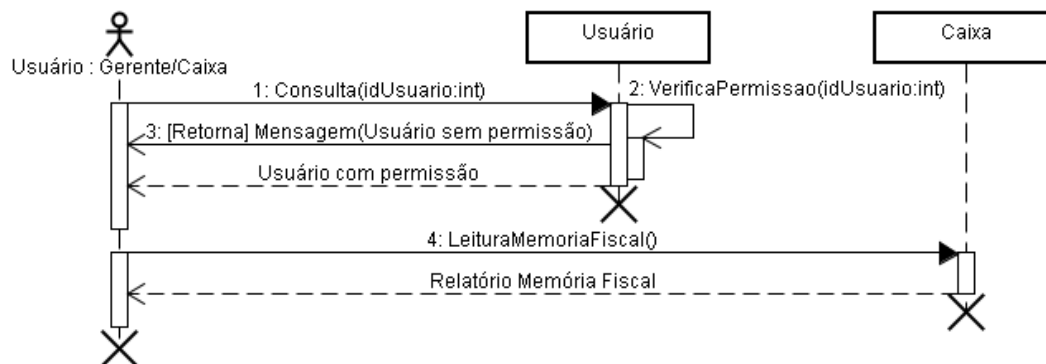 Usuário
Caixa
Usuário : Gerente/Caixa
1: Consulta(idUsuario:int)
2: VerificaPermissao(idUsuario:int)
3: [Retorna] Mensagem(Usuário sem permissão)
Usuário com permissão
4: LeituraMemoriaFiscal()
Relatório Memória Fiscal